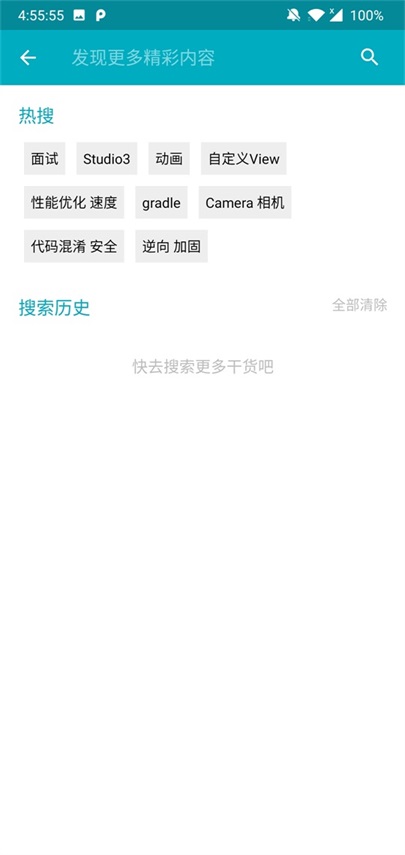 4:55:55 100%
发现更多精彩内容
热搜
面试 Studio3 动画 自定义View
性能优化 速度 gradle Camera 相机
代码混淆 安全 逆向 加固
搜索历史 全部清除
快去搜索更多干货吧